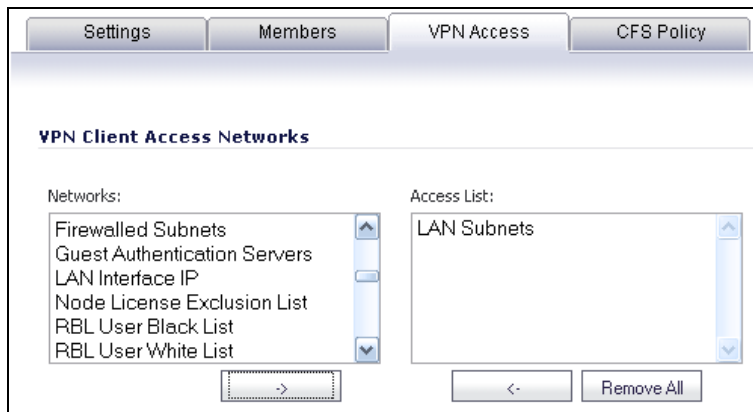 Settings
Members
VPN Access
CFS Policy
VPN Client Access Networks
Networks:
Firewalled Subnets
Guest Authentication Servers
LAN Interface IP
Node License Exclusion List
RBL User Black List
RBL User White List
->
Access List:
LAN Subnets
<-
Remove All